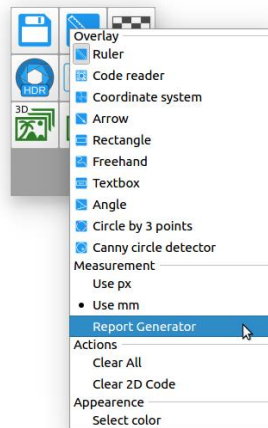 HDR
3D
Overlay
Ruler
Code reader
Coordinate system
Arrow
Rectangle
Freehand
Textbox
Angle
Circle by 3 points
Canny circle detector
Measurement
Use px
Use mm
Report Generator
Actions
Clear All
Clear 2D Code
Appearence
Select color